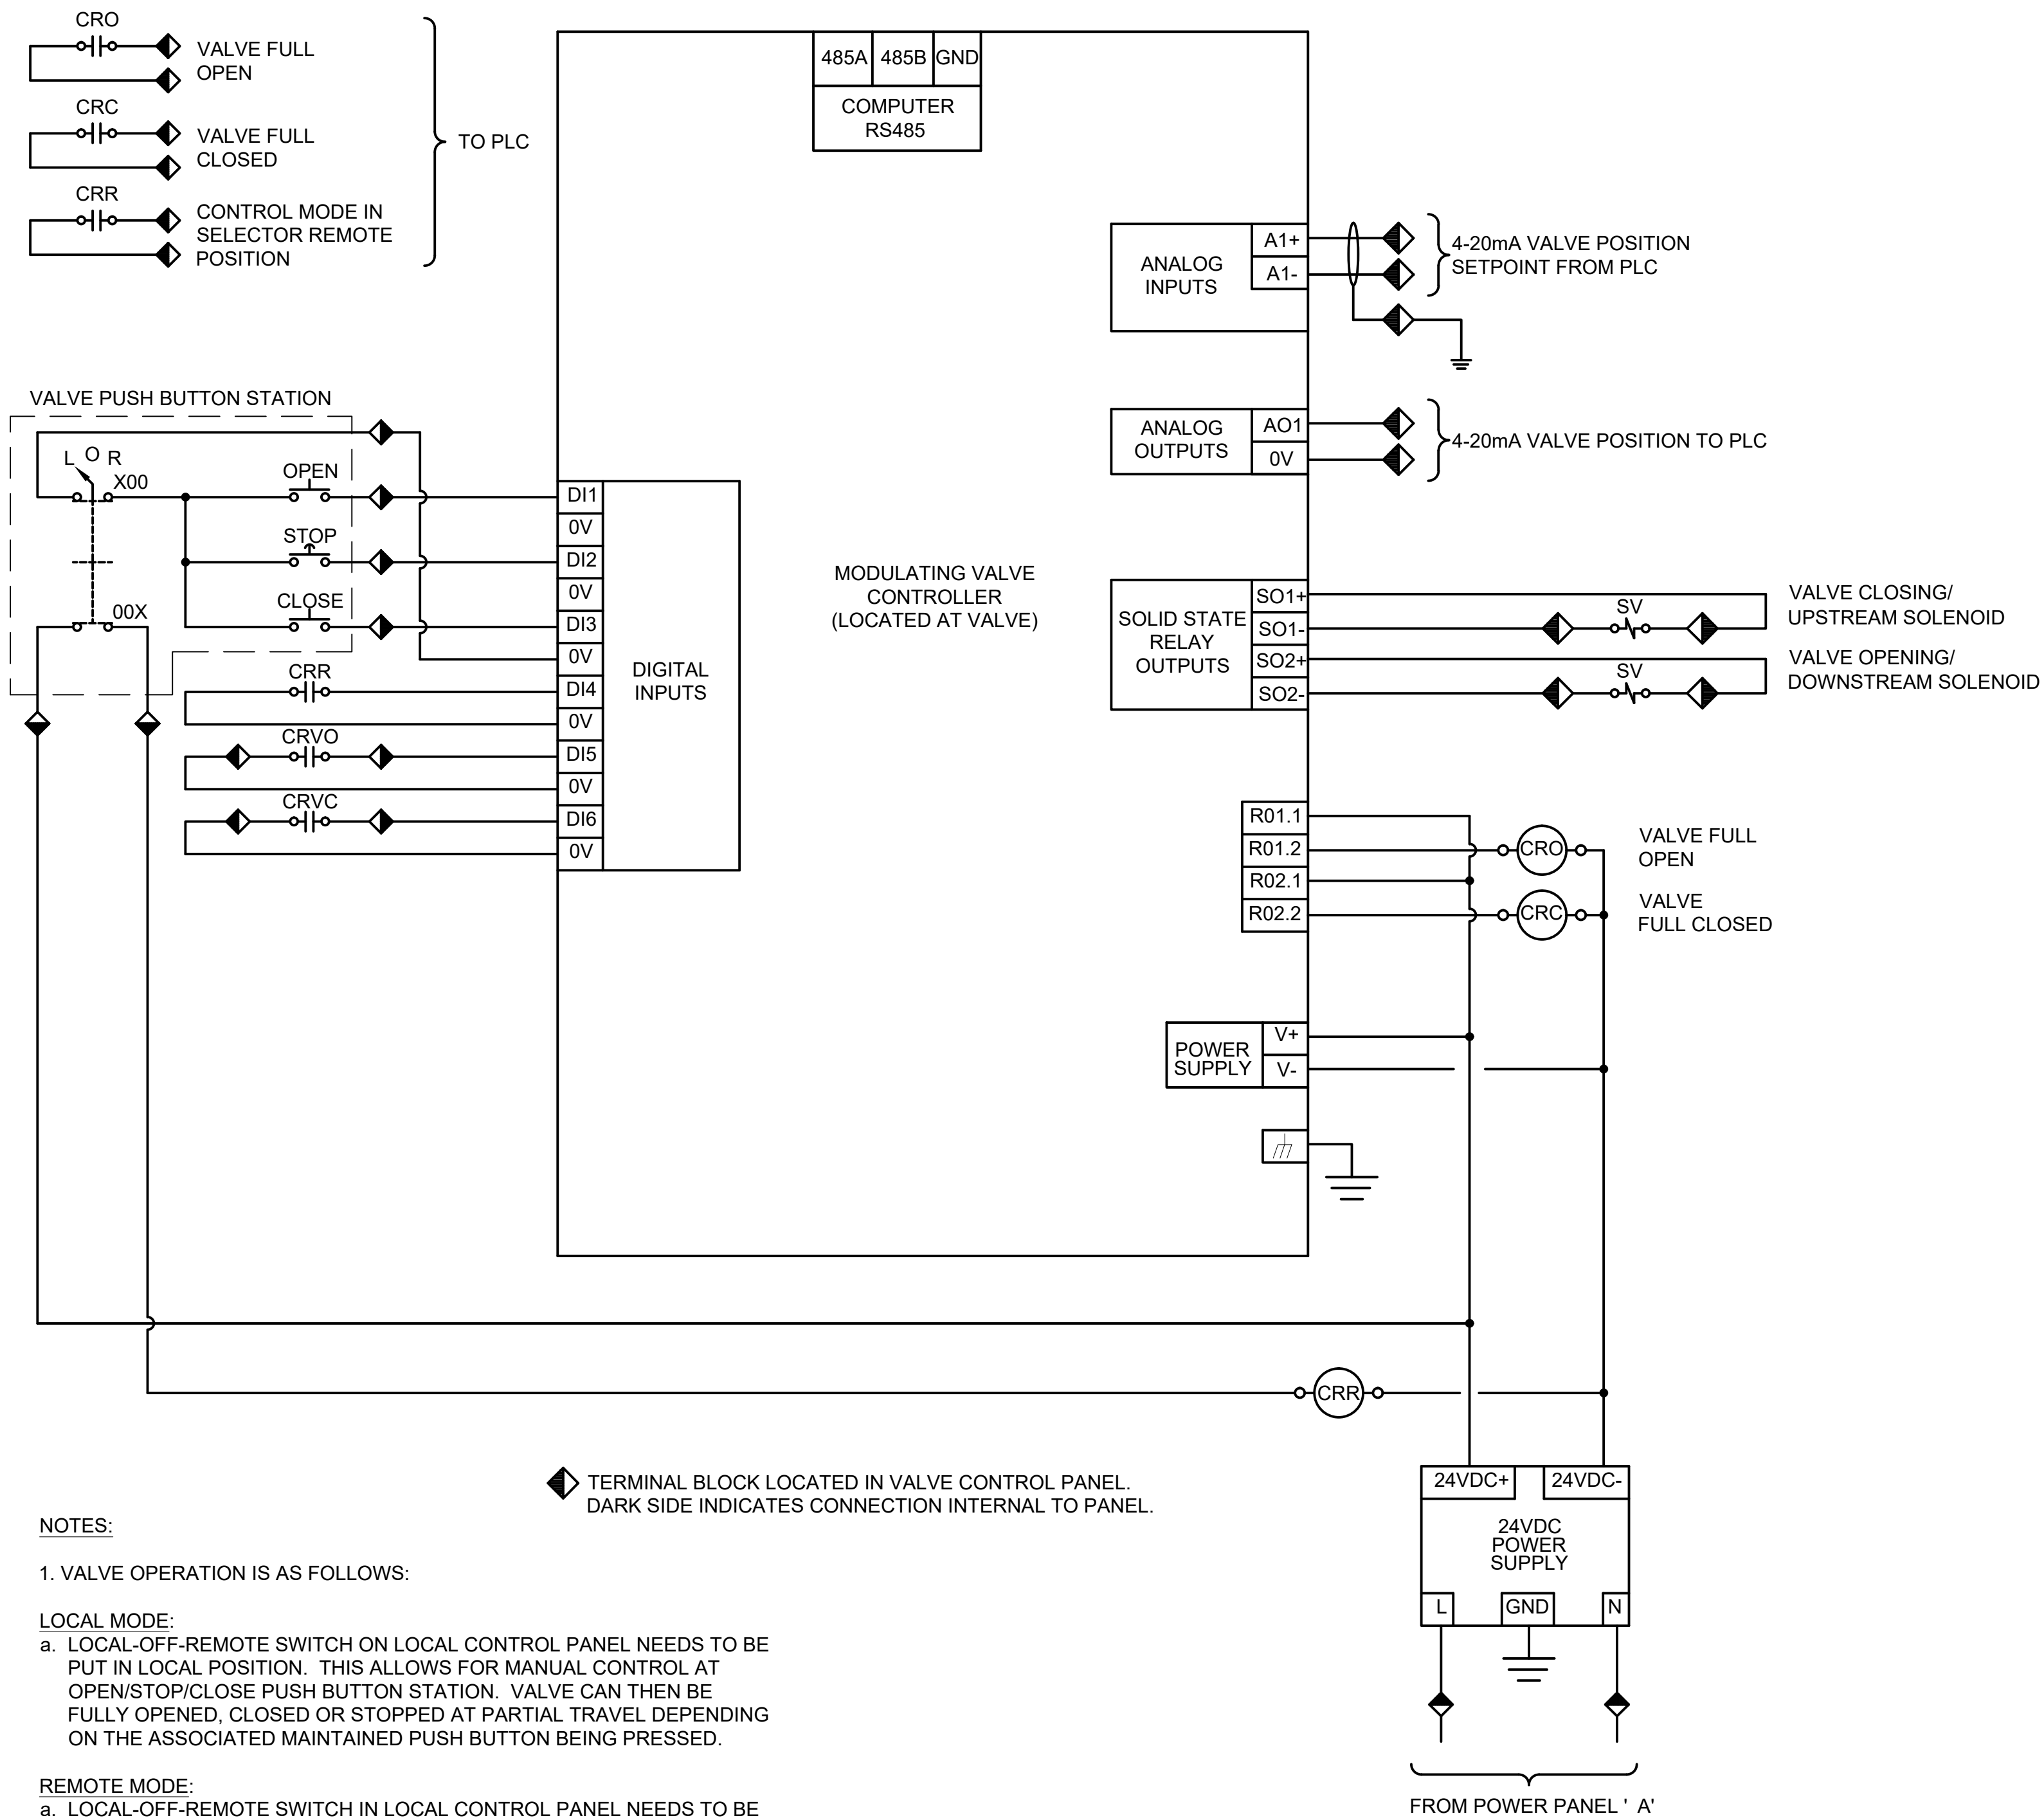 CRO
VALVE FULL
OPEN
CRC
VALVE FULL
CLOSED
CRR
CONTROL MODE IN
SELECTOR REMOTE
POSITION
TO PLC
485A 485B GND
COMPUTER
RS485
ANALOG
INPUTS
A1+
A1-
4-20mA VALVE POSITION
SETPOINT FROM PLC
ANALOG
OUTPUTS
AO1
0V
4-20mA VALVE POSITION TO PLC
VALVE PUSH BUTTON STATION
L O R
X00
OPEN
STOP
CLOSE
00X
CRR
CRVO
CRVC
DI1
0V
DI2
0V
DI3
0V
DI4
0V
DI5
0V
DI6
0V
DIGITAL
INPUTS
MODULATING VALVE
CONTROLLER
(LOCATED AT VALVE)
SOLID STATE
RELAY
OUTPUTS
SO1+
SO1-
SO2+
SO2-
SV
SV
VALVE CLOSING/
UPSTREAM SOLENOID
VALVE OPENING/
DOWNSTREAM SOLENOID
R01.1
R01.2
R02.1
R02.2
CRO
CRC
VALVE FULL
OPEN
VALVE
FULL CLOSED
POWER
SUPPLY
V+
V-
CRR
TERMINAL BLOCK LOCATED IN VALVE CONTROL PANEL.
DARK SIDE INDICATES CONNECTION INTERNAL TO PANEL.
24VDC+ 24VDC-
24VDC
POWER
SUPPLY
L GND N
FROM POWER PANEL ' A'
NOTES:
1. VALVE OPERATION IS AS FOLLOWS:
LOCAL MODE:
a. LOCAL-OFF-REMOTE SWITCH ON LOCAL CONTROL PANEL NEEDS TO BE
PUT IN LOCAL POSITION. THIS ALLOWS FOR MANUAL CONTROL AT
OPEN/STOP/CLOSE PUSH BUTTON STATION. VALVE CAN THEN BE
FULLY OPENED, CLOSED OR STOPPED AT PARTIAL TRAVEL DEPENDING
ON THE ASSOCIATED MAINTAINED PUSH BUTTON BEING PRESSED.
REMOTE MODE:
a. LOCAL-OFF-REMOTE SWITCH IN LOCAL CONTROL PANEL NEEDS TO BE